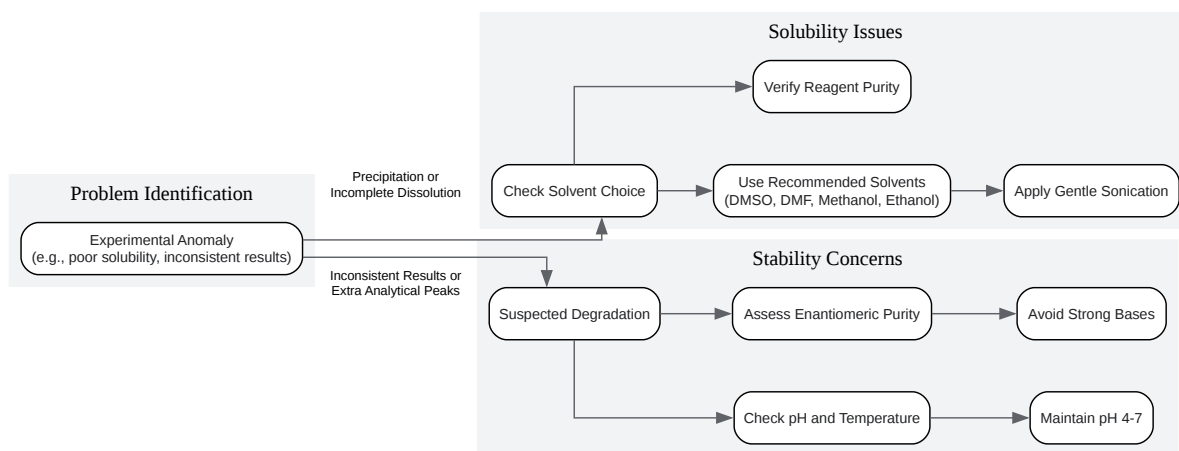 Solubility Issues
Verify Reagent Purity
Precipitation or
Incomplete Dissolution
Check Solvent Choice
Use Recommended Solvents
(DMSO, DMF, Methanol, Ethanol)
Apply Gentle Sonication
Problem Identification
Experimental Anomaly
(e.g., poor solubility, inconsistent results)
Stability Concerns
Inconsistent Results or
Extra Analytical Peaks
Suspected Degradation
Assess Enantiomeric Purity
Avoid Strong Bases
Check pH and Temperature
Maintain pH 4-7